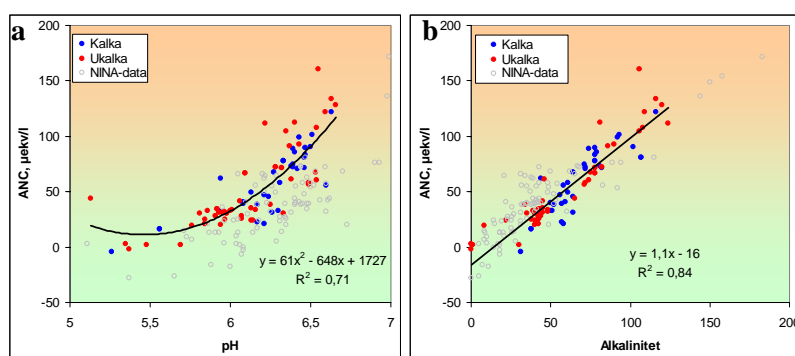 a
Kalka
Ukalka
NINA-data
ANC, µekv/l
200
150
100
50
0
-50
y = 61x² - 648x + 1727
R² = 0,71
5
5,5
6
6,5
7
pH
b
Kalka
Ukalka
NINA-data
ANC, µekv/l
200
150
100
50
0
-50
y = 1,1x - 16
R² = 0,84
0
50
100
150
200
Alkalinitet